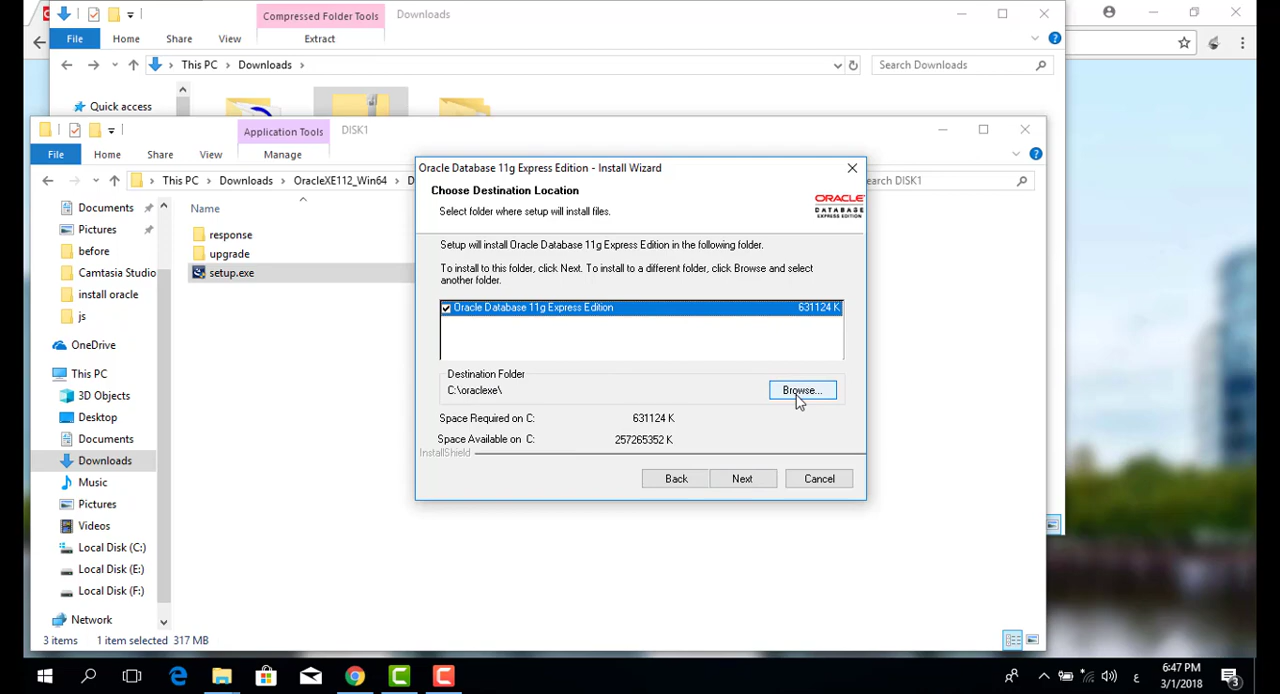 Compressed Folder Tools
Downloads
File
Home
Share
View
Extract
This PC
Downloads
Search Downloads
Quick access
Application Tools
DISK1
File
Home
Share
View
Manage
This PC
Downloads
OracleXE112_Win64
earch DISK1
Documents
Pictures
before
Camtasia Studio
install oracle
js
OneDrive
This PC
3D Objects
Desktop
Documents
Downloads
Music
Pictures
Videos
Local Disk (C:)
Local Disk (E:)
Local Disk (F:)
Network
Name
response
upgrade
setup.exe
Oracle Database 11g Express Edition - Install Wizard
Choose Destination Location
Select folder where setup will install files.
ORACLE
DATABASE
EXPRESS EDITION
Setup will install Oracle Database 11g Express Edition in the following folder.
To install to this folder, click Next. To install to a different folder, click Browse and select
another folder.
Oracle Database 11g Express Edition 631124 K
Destination Folder
C:\oraclexe\
Browse...
Space Required on C: 631124 K
Space Available on C: 257265352 K
InstallShield
Back
Next
Cancel
3 items 1 item selected 317 MB
ع
6:47 PM
3/1/2018
3